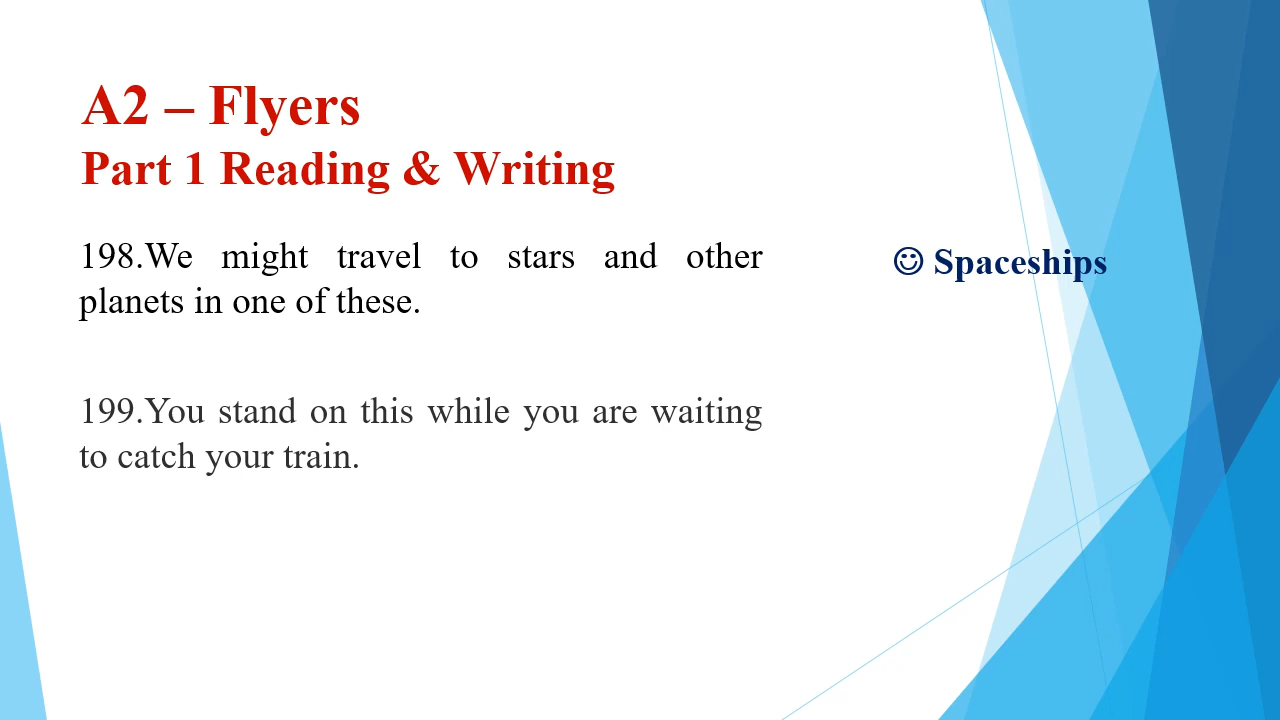 A2 – Flyers
Part 1 Reading & Writing
198.We might travel to stars and other
planets in one of these.
☺ Spaceships
199.You stand on this while you are waiting
to catch your train.